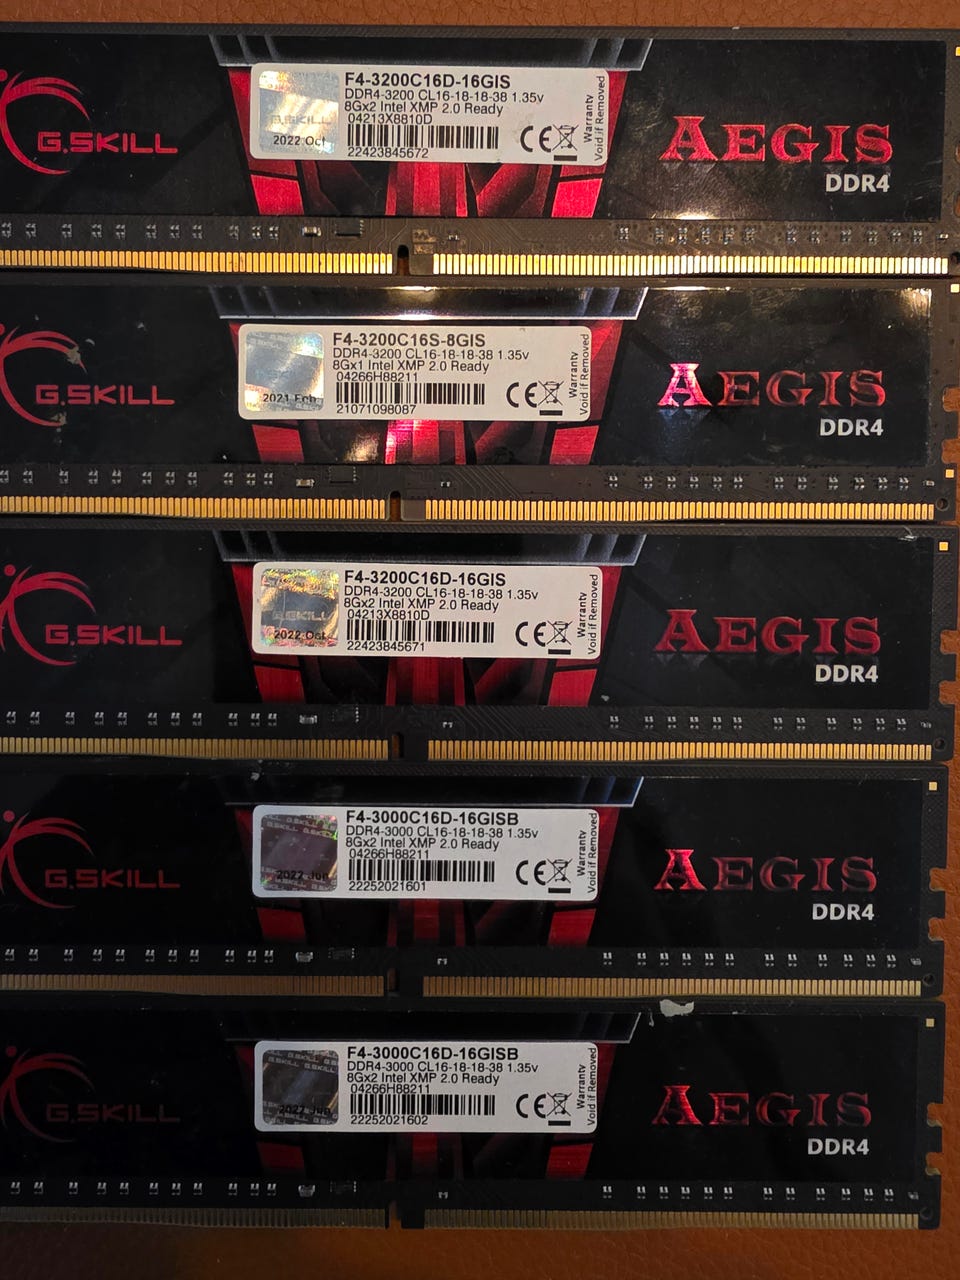 G.SKILL
F4-3200C16D-16GIS
DDR4-3200 CL16-18-18-38 1.35v
8Gx2 Intel XMP 2.0 Ready
04213X8810D
2022 Oct
22423845672
Warranty
Void if Removed
AEGIS
DDR4
G.SKILL
F4-3200C16S-8GIS
DDR4-3200 CL16-18-18-38 1.35v
8Gx1 Intel XMP 2.0 Ready
04266H88211
2021 Feb
21071098087
Warranty
Void if Removed
AEGIS
DDR4
G.SKILL
F4-3200C16D-16GIS
DDR4-3200 CL16-18-18-38 1.35v
8Gx2 Intel XMP 2.0 Ready
04213X8810D
2022 Oct
22423845671
Warranty
Void if Removed
AEGIS
DDR4
G.SKILL
F4-3000C16D-16GISB
DDR4-3000 CL16-18-18-38 1.35v
8Gx2 Intel XMP 2.0 Ready
04266H88211
2022 Jun
22252021601
Warranty
Void if Removed
AEGIS
DDR4
G.SKILL
F4-3000C16D-16GISB
DDR4-3000 CL16-18-18-38 1.35v
8Gx2 Intel XMP 2.0 Ready
04266H88211
2022 Jun
22252021602
Warranty
Void if Removed
AEGIS
DDR4